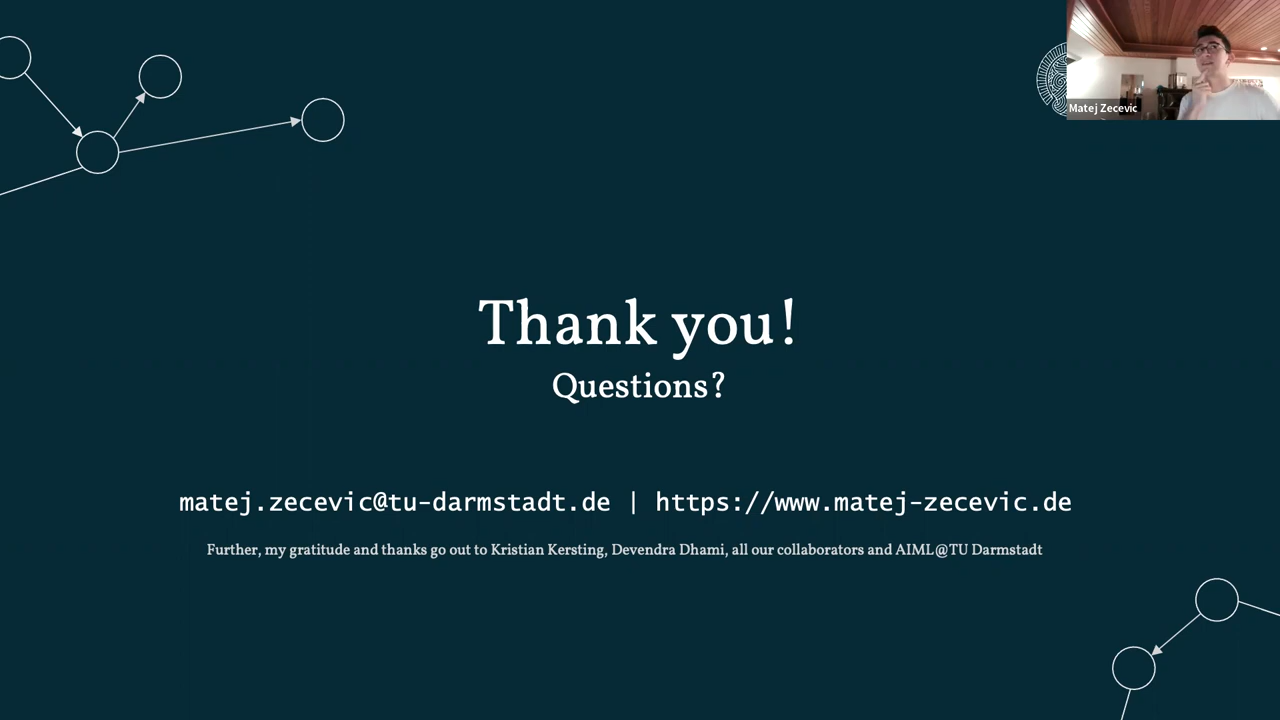 Matej Zecevic
Thank you!
Questions?
matej.zecevic@tu-darmstadt.de | https://www.matej-zecevic.de
Further, my gratitude and thanks go out to Kristian Kersting, Devendra Dhami, all our collaborators and AIML@TU Darmstadt